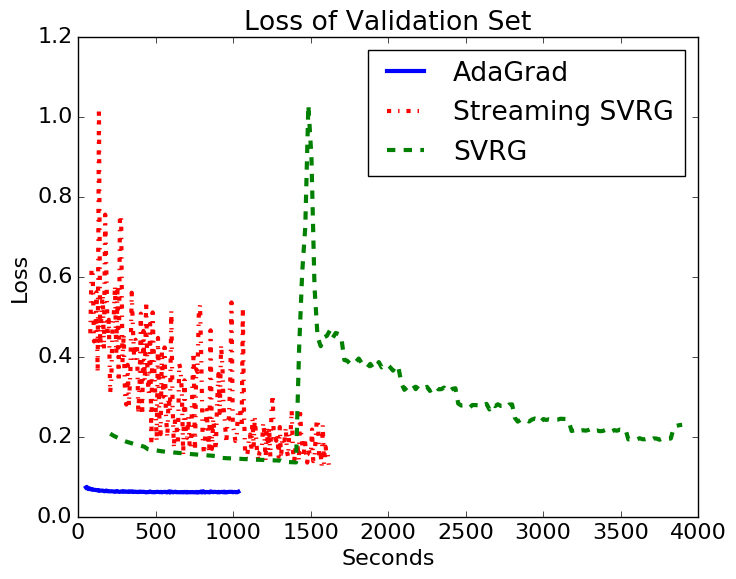 Loss of Validation Set
1.2
1.0
0.8
0.6
0.4
0.2
0.0
Loss
AdaGrad
Streaming SVRG
SVRG
0 500 1000 1500 2000 2500 3000 3500 4000
Seconds